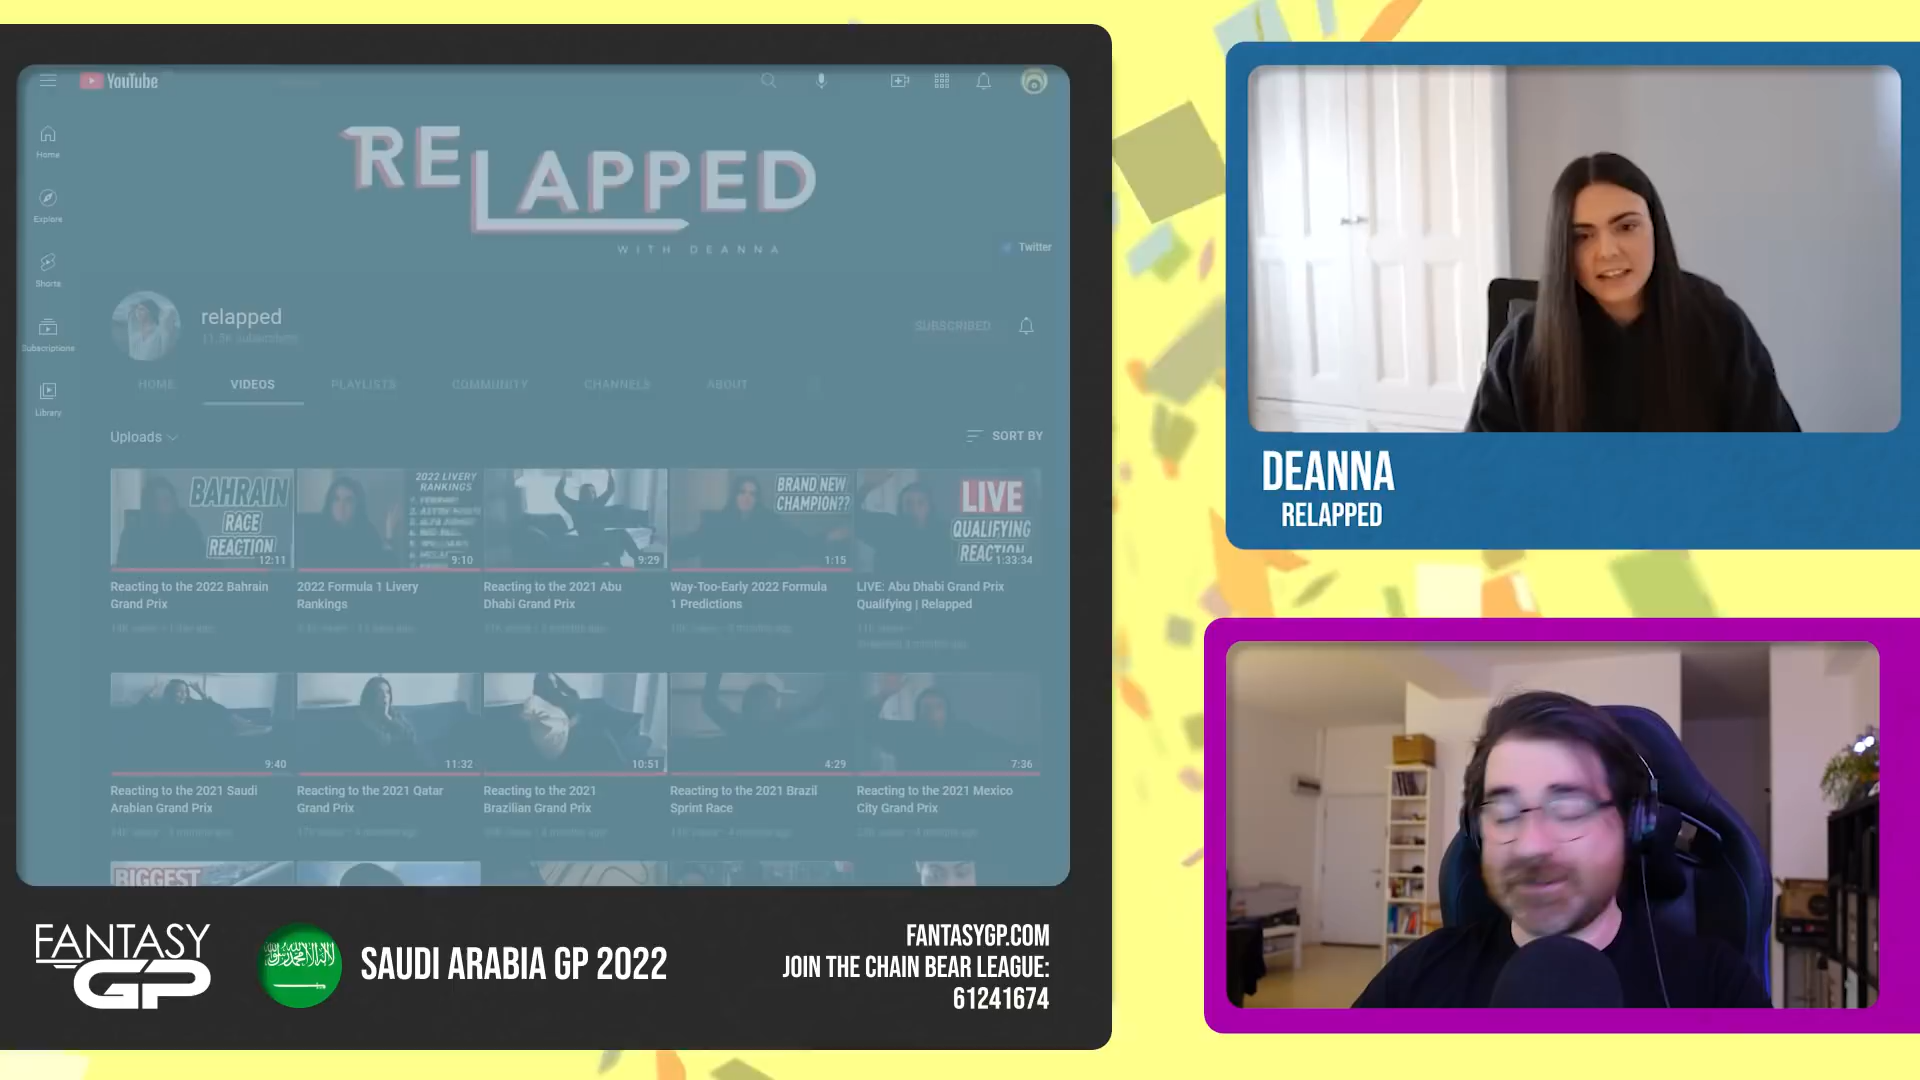 YouTube
Home
Explore
Shorts
Subscriptions
Library
RELAPPED
WITH DEANNA
Twitter
relapped
11.3K subscribers
SUBSCRIBED
HOME
VIDEOS
PLAYLISTS
COMMUNITY
CHANNELS
ABOUT
Uploads
SORT BY
BAHRAIN
RACE
REACTION
12:11
2022 LIVERY
RANKINGS
9:10
9:29
BRAND NEW
CHAMPION??
1:15
LIVE
QUALIFYING
REACTION
1:33:34
Reacting to the 2022 Bahrain
Grand Prix
2022 Formula 1 Livery
Rankings
Reacting to the 2021 Abu
Dhabi Grand Prix
Way-Too-Early 2022 Formula
1 Predictions
LIVE: Abu Dhabi Grand Prix
Qualifying | Relapped
9:40
11:32
10:51
4:29
7:36
Reacting to the 2021 Saudi
Arabian Grand Prix
Reacting to the 2021 Qatar
Grand Prix
Reacting to the 2021
Brazilian Grand Prix
Reacting to the 2021 Brazil
Sprint Race
Reacting to the 2021 Mexico
City Grand Prix
BIGGEST
FANTASY
GP
SAUDI ARABIA GP 2022
FANTASYGP.COM
JOIN THE CHAIN BEAR LEAGUE:
61241674
DEANNA
RELAPPED